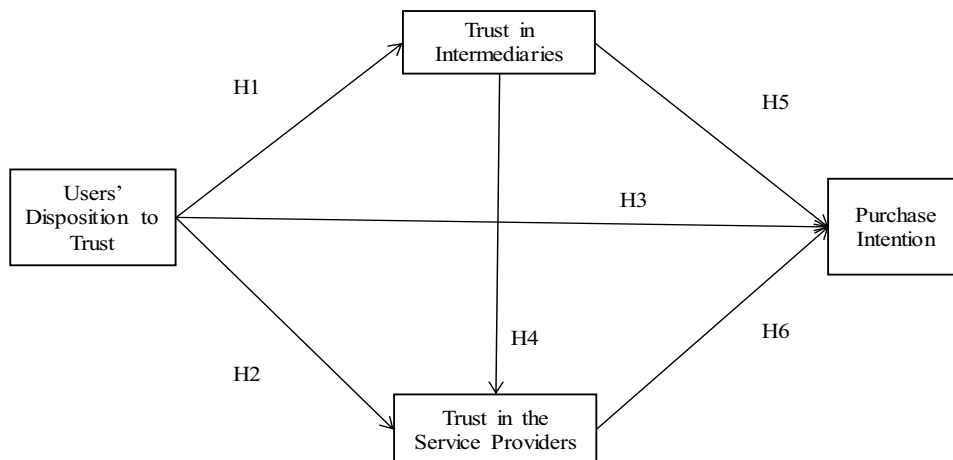 Trust in
Intermediaries
H1
H5
Users’
Disposition to
Trust
H3
Purchase
Intention
H4
H6
H2
Trust in the
Service Providers